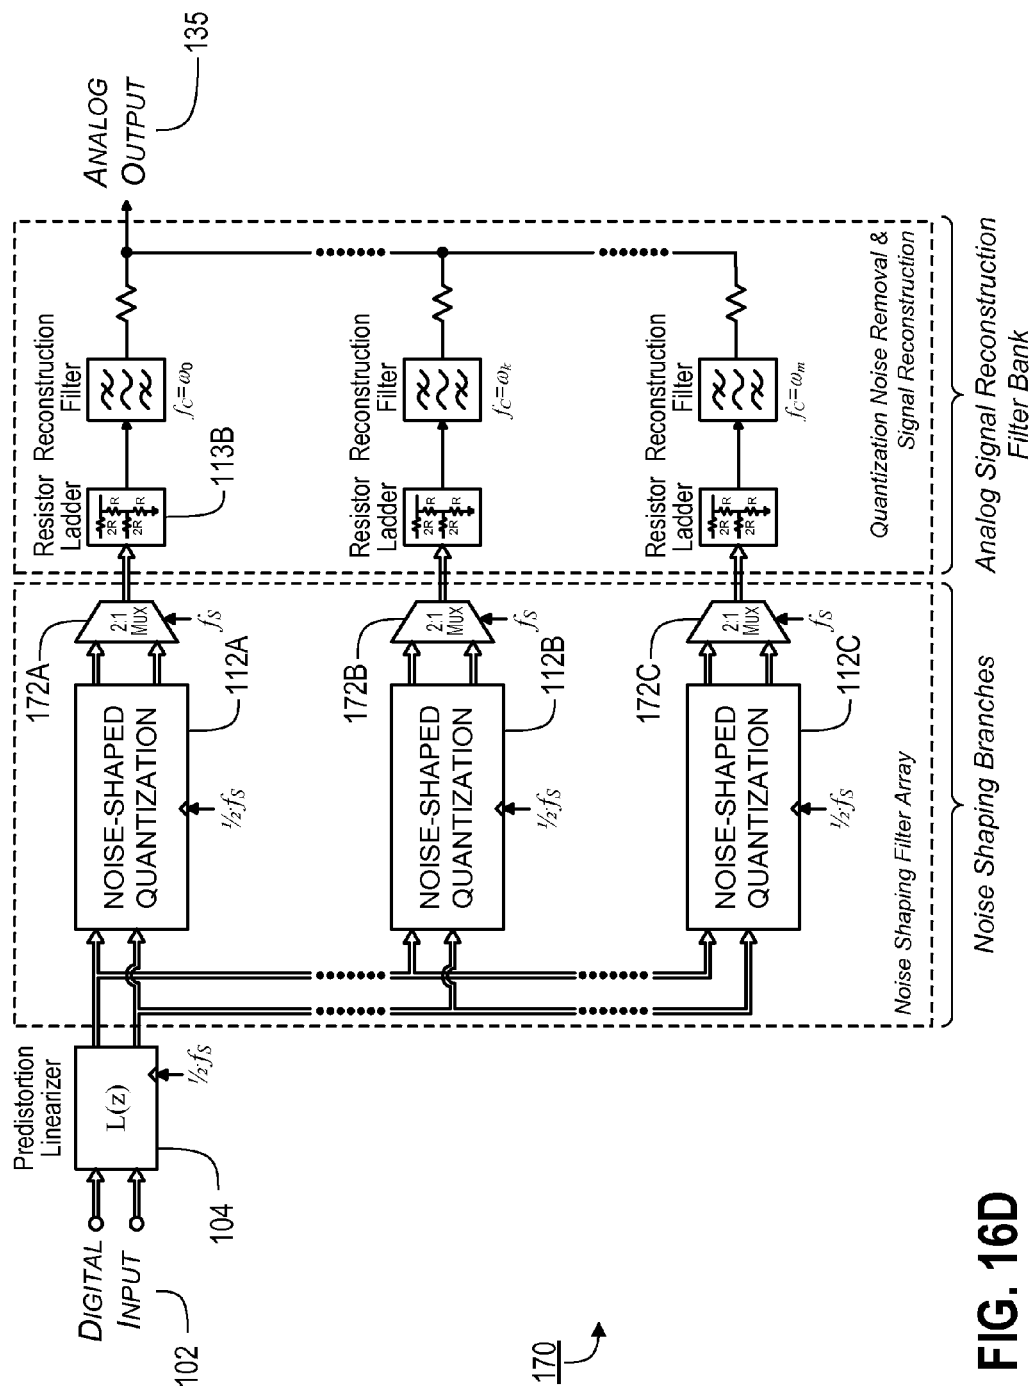 DIGITAL
INPUT
102
Predistortion
Linearizer
L(z)
½·fS
104
172A
NOISE-SHAPED
QUANTIZATION
½·fS
112A
2:1
MUX
fS
Resistor
Ladder
2R
R
2R
R
113B
Reconstruction
Filter
fC=ω0
ANALOG
OUTPUT
135
172B
NOISE-SHAPED
QUANTIZATION
½·fS
112B
2:1
MUX
fS
Resistor
Ladder
2R
R
2R
R
Reconstruction
Filter
fC=ωk
172C
NOISE-SHAPED
QUANTIZATION
½·fS
112C
2:1
MUX
fS
Resistor
Ladder
2R
R
2R
R
Reconstruction
Filter
fC=ωm
Noise Shaping Filter Array
Quantization Noise Removal &
Signal Reconstruction
Noise Shaping Branches
Analog Signal Reconstruction
Filter Bank
170
FIG. 16D